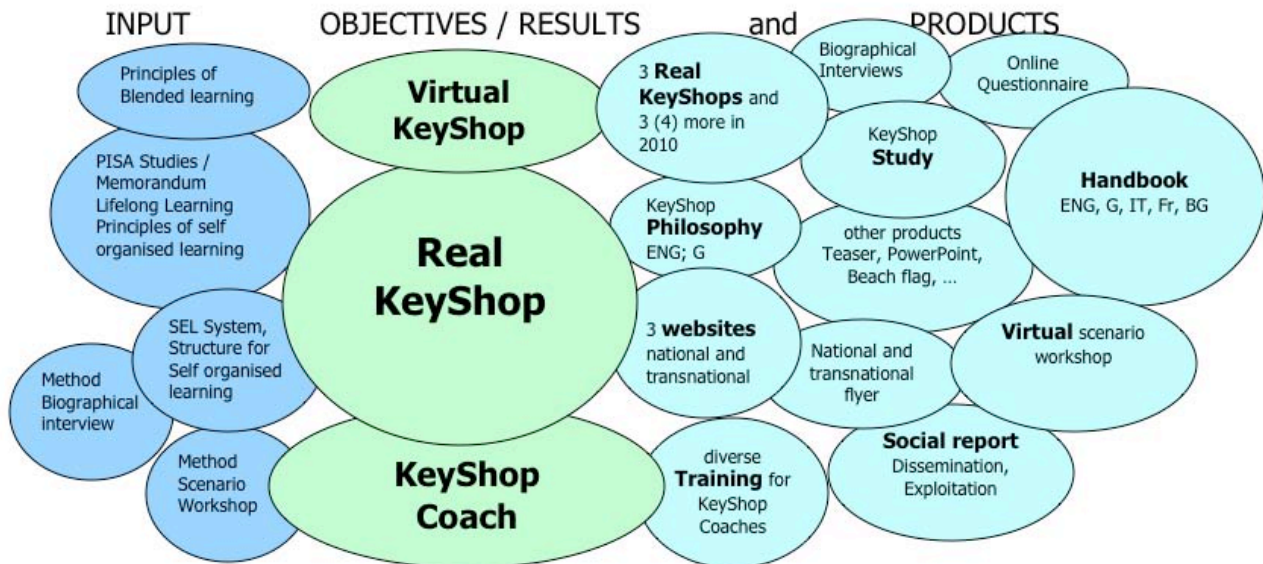 INPUT OBJECTIVES / RESULTS and PRODUCTS
Principles of
Blended learning
PISA Studies /
Memorandum
Lifelong Learning
Principles of self
organised learning
SEL System,
Structure for
Self organised
learning
Method
Biographical
interview
Method
Scenario
Workshop
Virtual
KeyShop
Real
KeyShop
KeyShop
Coach
3 Real
KeyShops and
3 (4) more in
2010
KeyShop
Philosophy
ENG; G
3 websites
national and
transnational
diverse
Training for
KeyShop
Coaches
Biographical
Interviews
Online
Questionnaire
KeyShop
Study
Handbook
ENG, G, IT, Fr, BG
other products
Teaser, PowerPoint,
Beach flag, ...
National and
transnational
flyer
Virtual scenario
workshop
Social report
Dissemination,
Exploitation